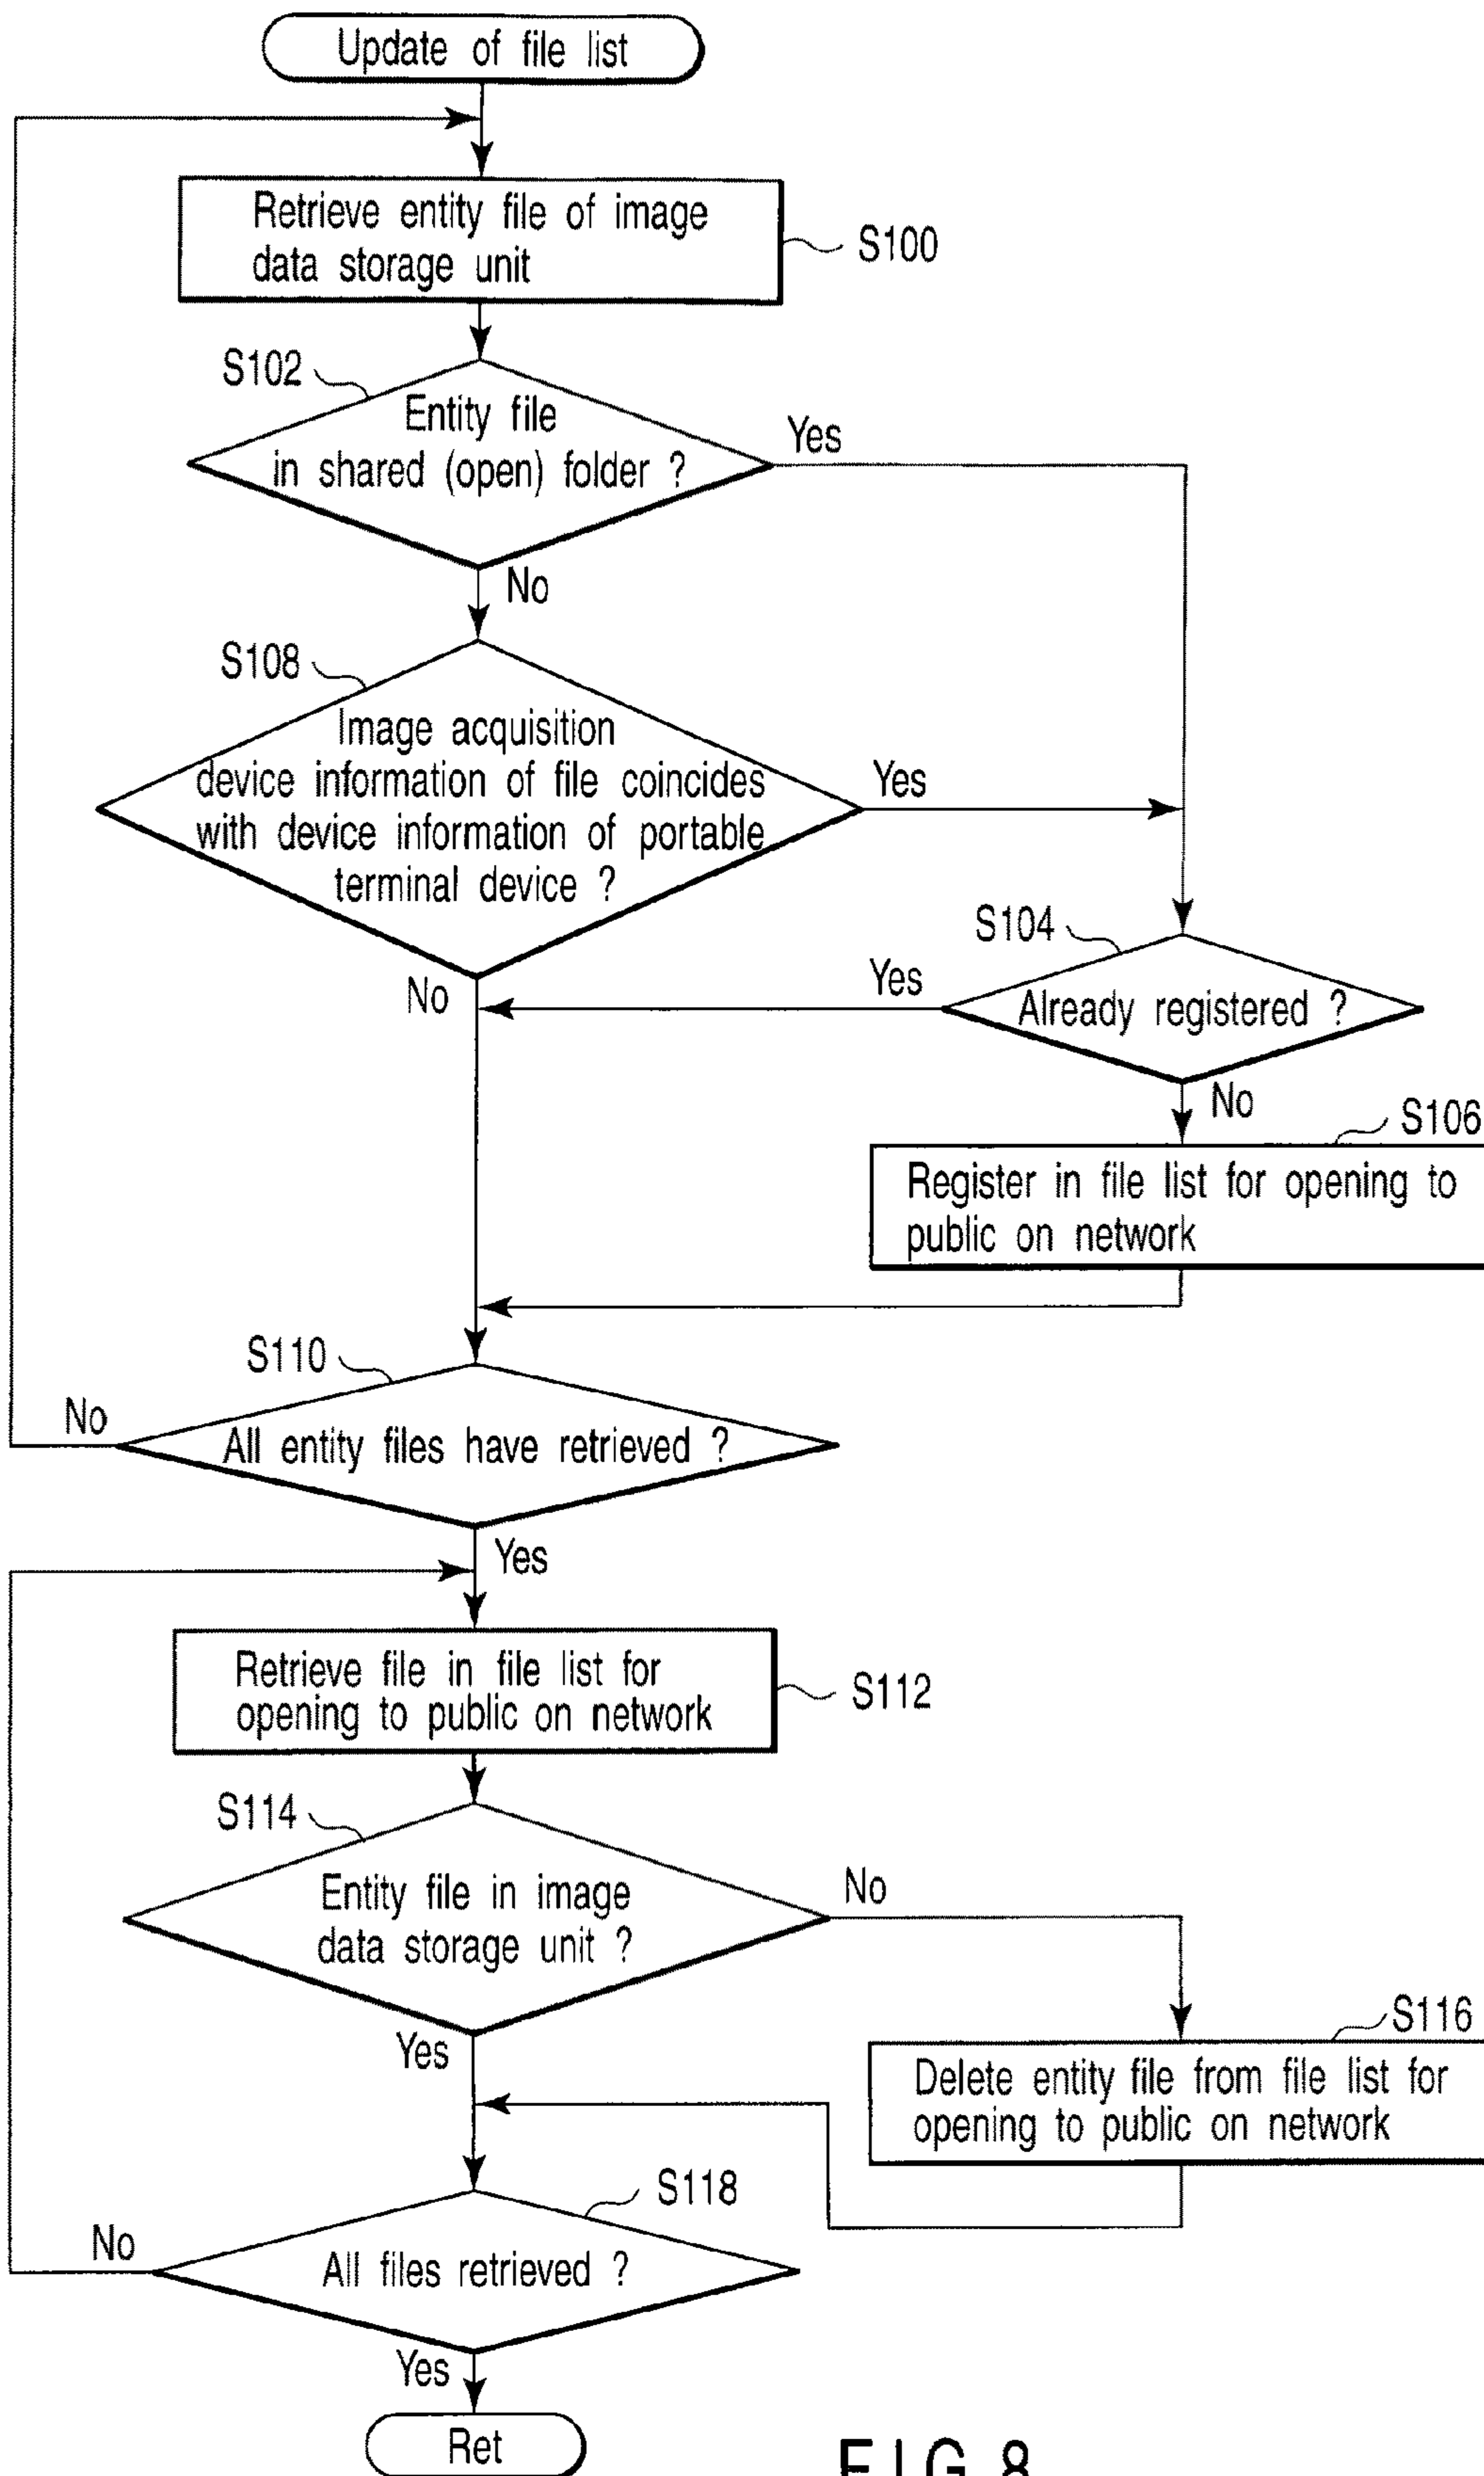 Update of file list
Retrieve entity file of image
data storage unit
S100
S102
Entity file
in shared (open) folder ?
Yes
No
S108
Image acquisition
device information of file coincides
with device information of portable
terminal device ?
Yes
No
S104
Already registered ?
Yes
No
S106
Register in file list for opening to
public on network
S110
All entity files have retrieved ?
No
Yes
Retrieve file in file list for
opening to public on network
S112
S114
Entity file in image
data storage unit ?
No
Yes
S116
Delete entity file from file list for
opening to public on network
S118
All files retrieved ?
No
Yes
Ret
FIG.8